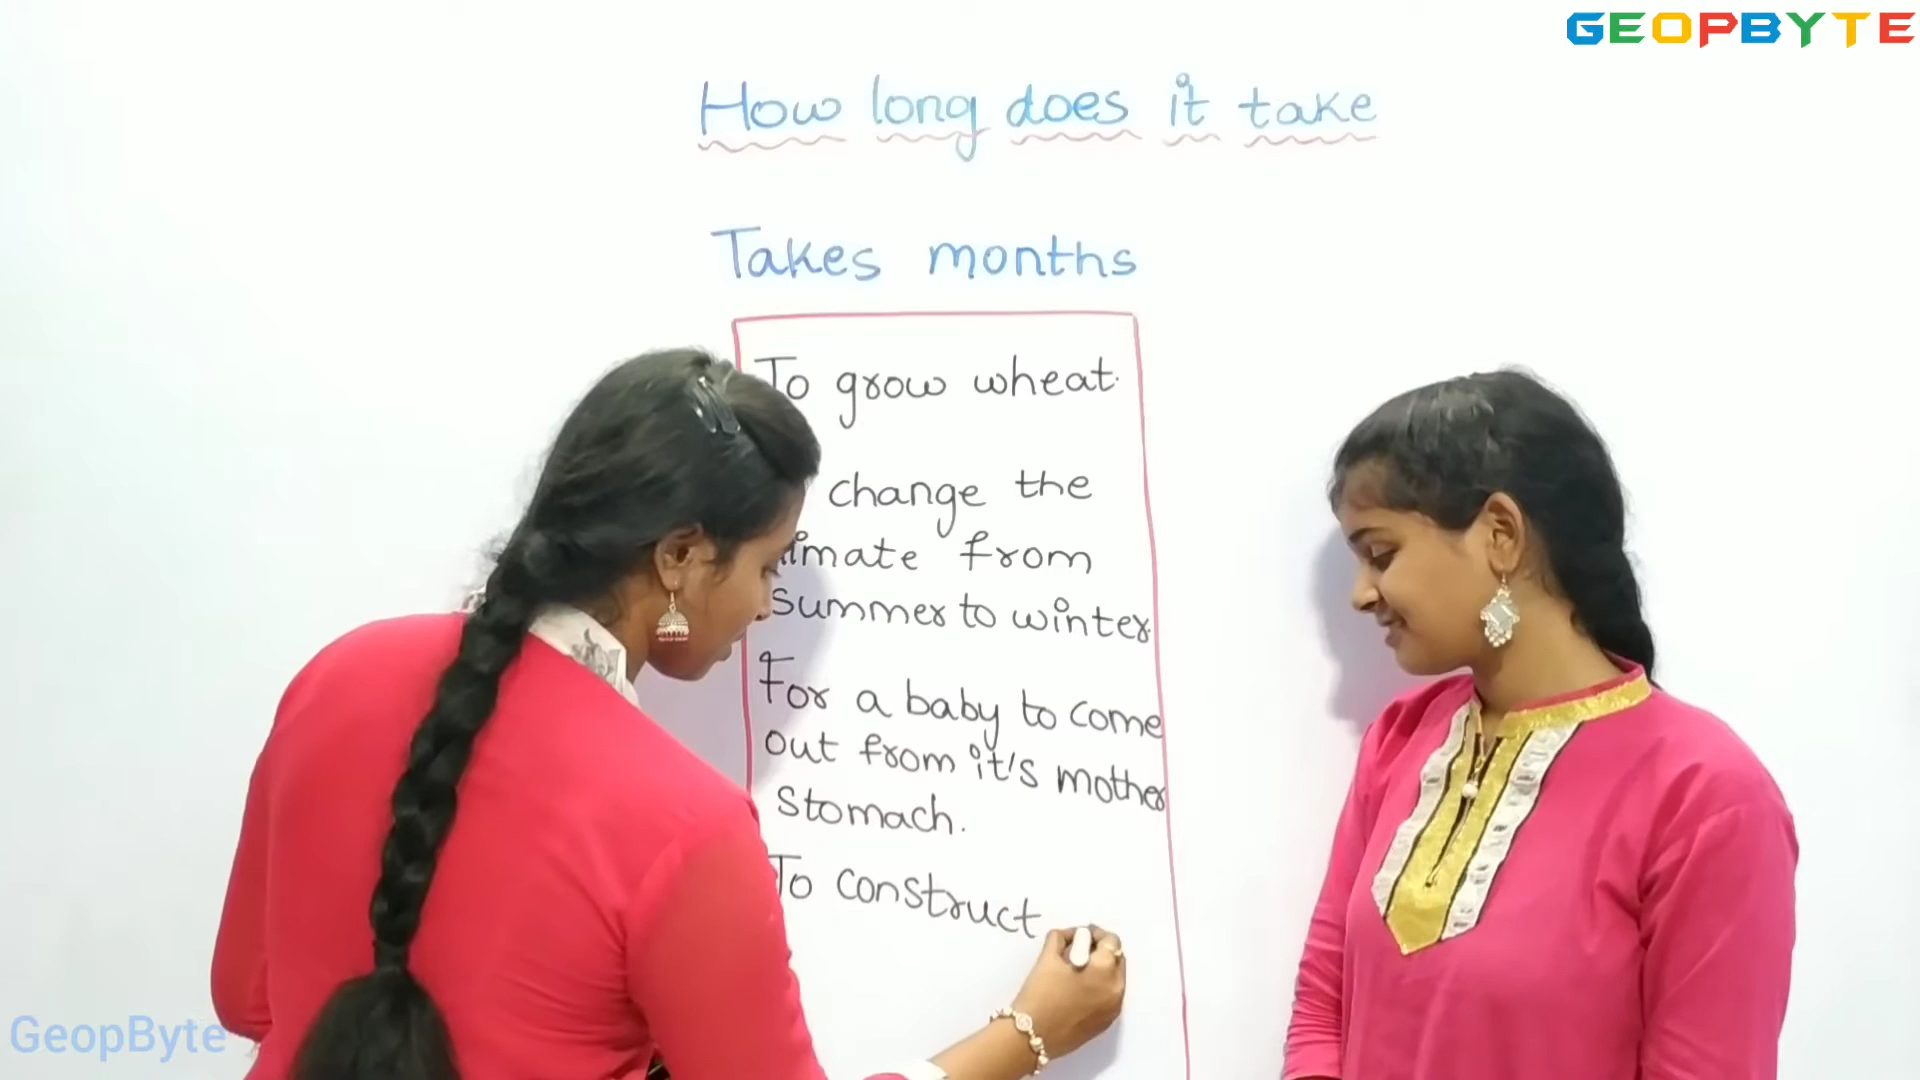 GEOPBYTE
How long does it take
Takes months
To grow wheat.
change the
climate from
summer to winter.
For a baby to come
out from it's mother
stomach.
To construct
GeopByte